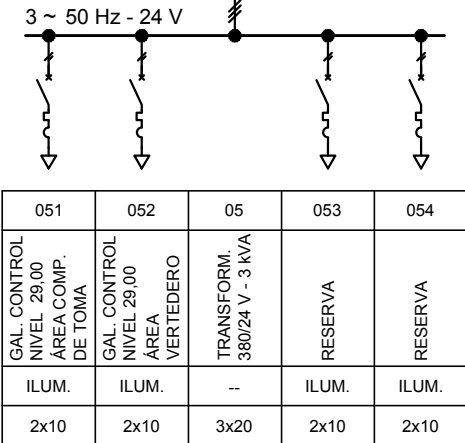 3 ~ 50 Hz - 24 V
051 052 05 053 054
GAL. CONTROL
NIVEL 29,00
ÁREA COMP.
DE TOMA
GAL. CONTROL
NIVEL 29,00
ÁREA
VERTEDERO
TRANSFORM.
380/24 V - 3 kVA
RESERVA
RESERVA
ILUM. ILUM. -- ILUM. ILUM.
2x10 2x10 3x20 2x10 2x10